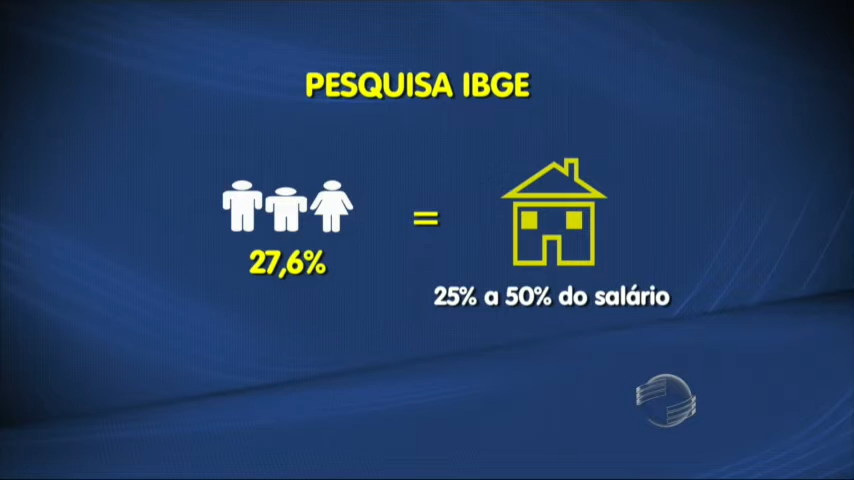 PESQUISA IBGE
=
27,6%
25% a 50% do salário